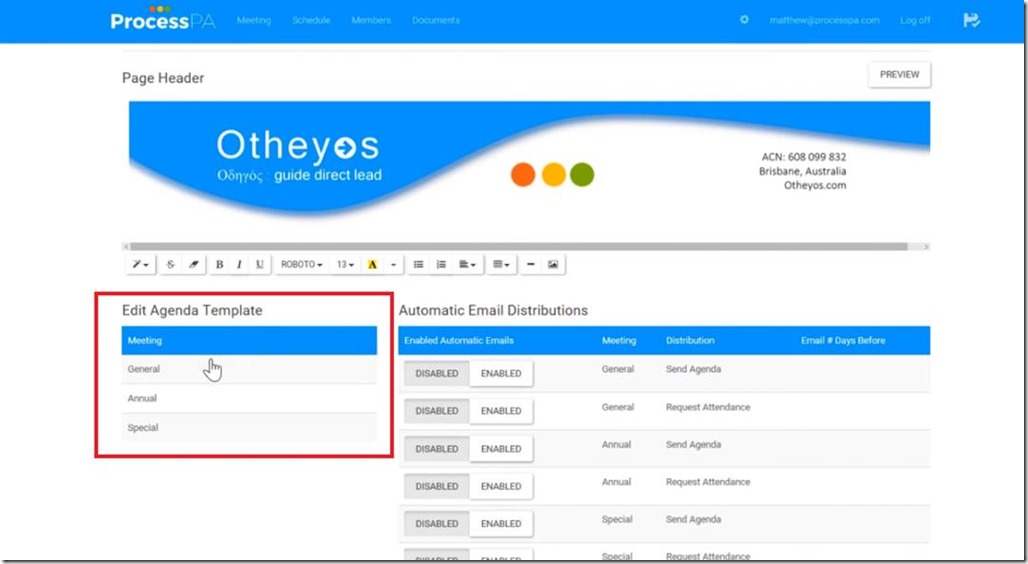 ProcessPA Meeting Schedule Members Documents matthew@processpa.com Log off
Page Header PREVIEW
Otheyos
Οδηγός : guide direct lead
ACN: 608 099 832
Brisbane, Australia
Otheyos.com
S B I U ROBOTO 13 A
Edit Agenda Template
Meeting
General
Annual
Special
Automatic Email Distributions
Enabled Automatic Emails Meeting Distribution Email # Days Before
DISABLED ENABLED General Send Agenda
DISABLED ENABLED General Request Attendance
DISABLED ENABLED Annual Send Agenda
DISABLED ENABLED Annual Request Attendance
DISABLED ENABLED Special Send Agenda
DISABLED ENABLED Special Request Attendance